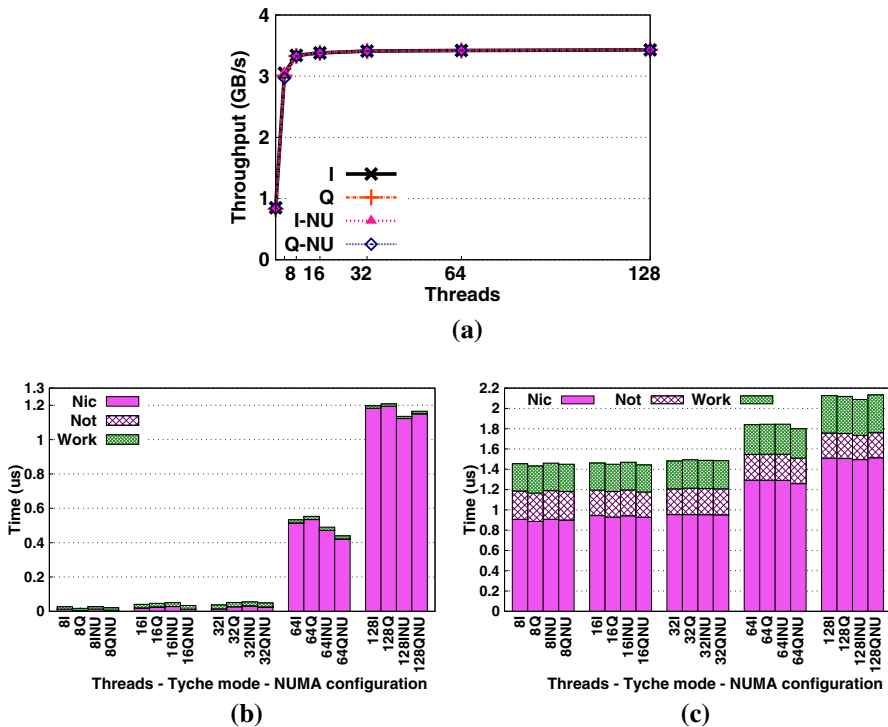 4
3
2
1
0
Throughput (GB/s)
I
Q
I-NU
Q-NU
8 16 32 64 128
Threads
(a)
1.3
1.2
1
0.8
0.6
0.4
0.2
0
Time (us)
Nic
Not
Work
8I 8Q 8INU 8QNU 16I 16Q 16INU 16QNU 32I 32Q 32INU 32QNU 64I 64Q 64INU 64QNU 128I 128Q 128INU 128QNU
Threads - Tyche mode - NUMA configuration
(b)
2.2
2
1.8
1.6
1.4
1.2
1
0.8
0.6
0.4
0.2
0
Time (us)
Nic Not Work
8I 8Q 8INU 8QNU 16I 16Q 16INU 16QNU 32I 32Q 32INU 32QNU 64I 64Q 64INU 64QNU 128I 128Q 128INU 128QNU
Threads - Tyche mode - NUMA configuration
(c)